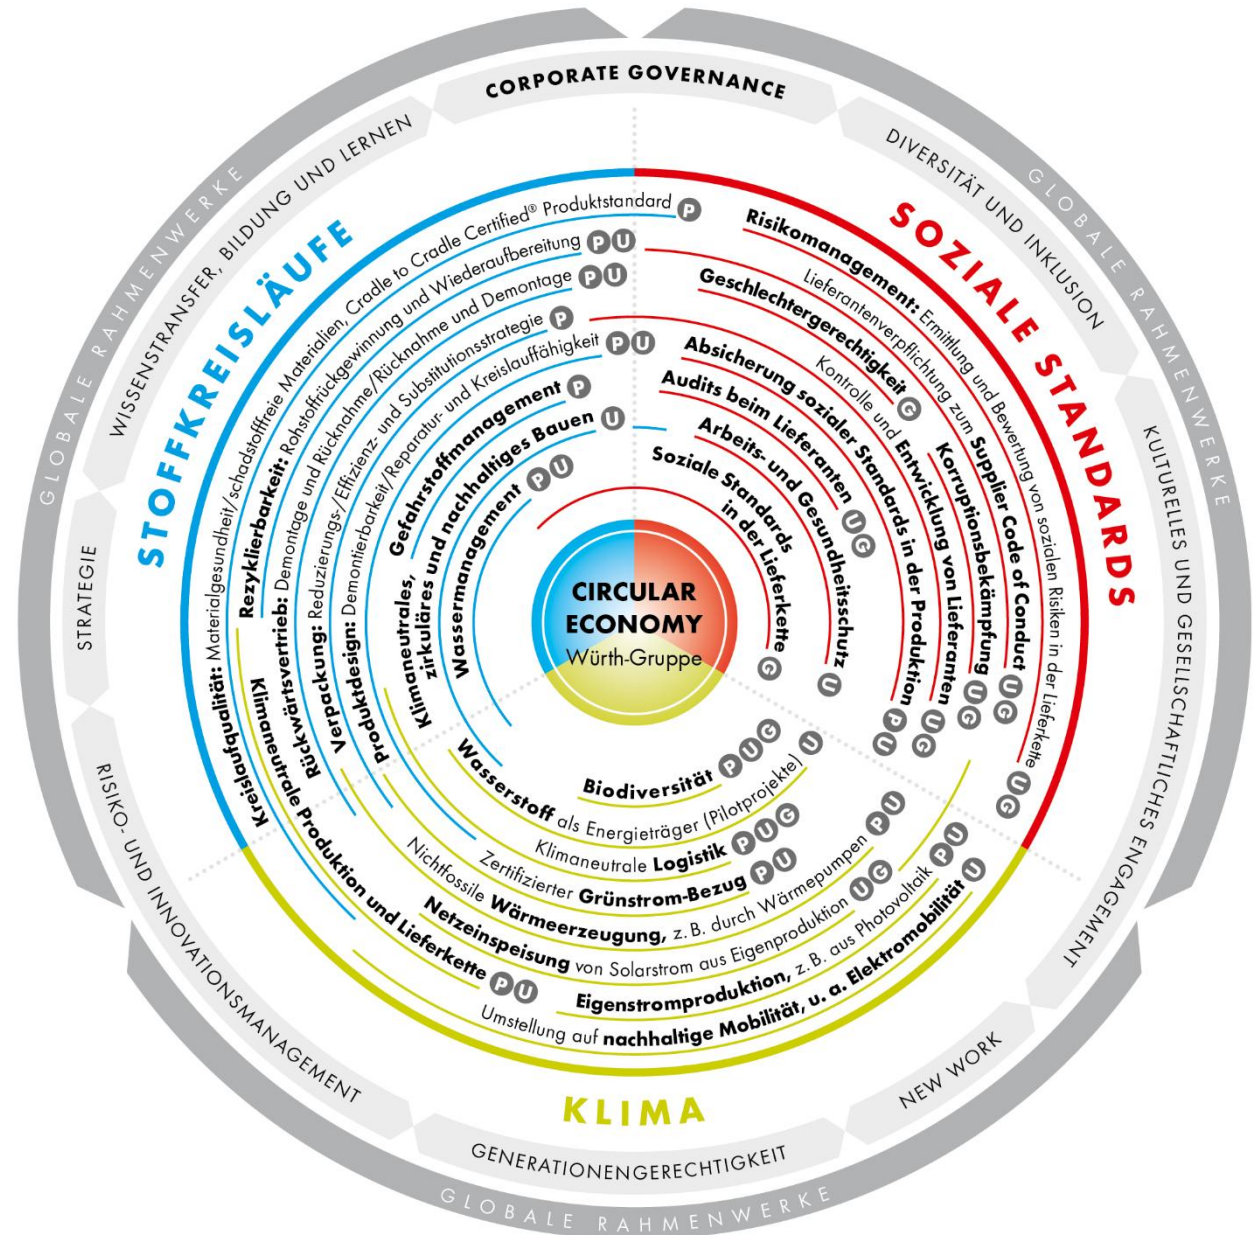 GLOBALE RAHMENWERKE
GLOBALE RAHMENWERKE
GLOBALE RAHMENWERKE
CORPORATE GOVERNANCE
DIVERSITÄT UND INKLUSION
KULTURELLES UND GESELLSCHAFTLICHES ENGAGEMENT
NEW WORK
GENERATIONENGERECHTIGKEIT
RISIKO- UND INNOVATIONSMANAGEMENT
STRATEGIE
WISSENSTRANSFER, BILDUNG UND LERNEN
STOFFKREISLÄUFE
Kreislaufqualität: Materialgesundheit/schadstofffreie Materialien, Cradle to Cradle Certified® Produktstandard P
Rezyklierbarkeit: Rohstoffrückgewinnung und Wiederaufbereitung P U
Rückwärtsvertrieb: Demontage und Rücknahme/Rücknahme und Demontage P U
Verpackung: Reduzierungs-/Effizienz- und Substitutionsstrategie P
Produktdesign: Demontierbarkeit/Reparatur- und Kreislauffähigkeit P U
Gefahrstoffmanagement P
Klimaneutrales,
zirkuläres und nachhaltiges Bauen U
Wassermanagement P U
SOZIALE STANDARDS
Risikomanagement: Ermittlung und Bewertung von sozialen Risiken in der Lieferkette U G
Lieferantenverpflichtung zum Supplier Code of Conduct U G
Geschlechtergerechtigkeit G
Korruptionsbekämpfung U G
Kontrolle und Entwicklung von Lieferanten U G
Absicherung sozialer Standards in der Produktion P U
Audits beim Lieferanten U G
Arbeits- und Gesundheitsschutz U
Soziale Standards
in der Lieferkette G
CIRCULAR
ECONOMY
Würth-Gruppe
Biodiversität P U G
Wasserstoff als Energieträger (Pilotprojekte) U
Klimaneutrale Logistik P U G
Zertifizierter Grünstrom-Bezug P U
Nichtfossile Wärmeerzeugung, z. B. durch Wärmepumpen P U
Netzeinspeisung von Solarstrom aus Eigenproduktion U G
Klimaneutrale Produktion und Lieferkette P U
Eigenstromproduktion, z. B. aus Photovoltaik P U
Umstellung auf nachhaltige Mobilität, u. a. Elektromobilität U
KLIMA